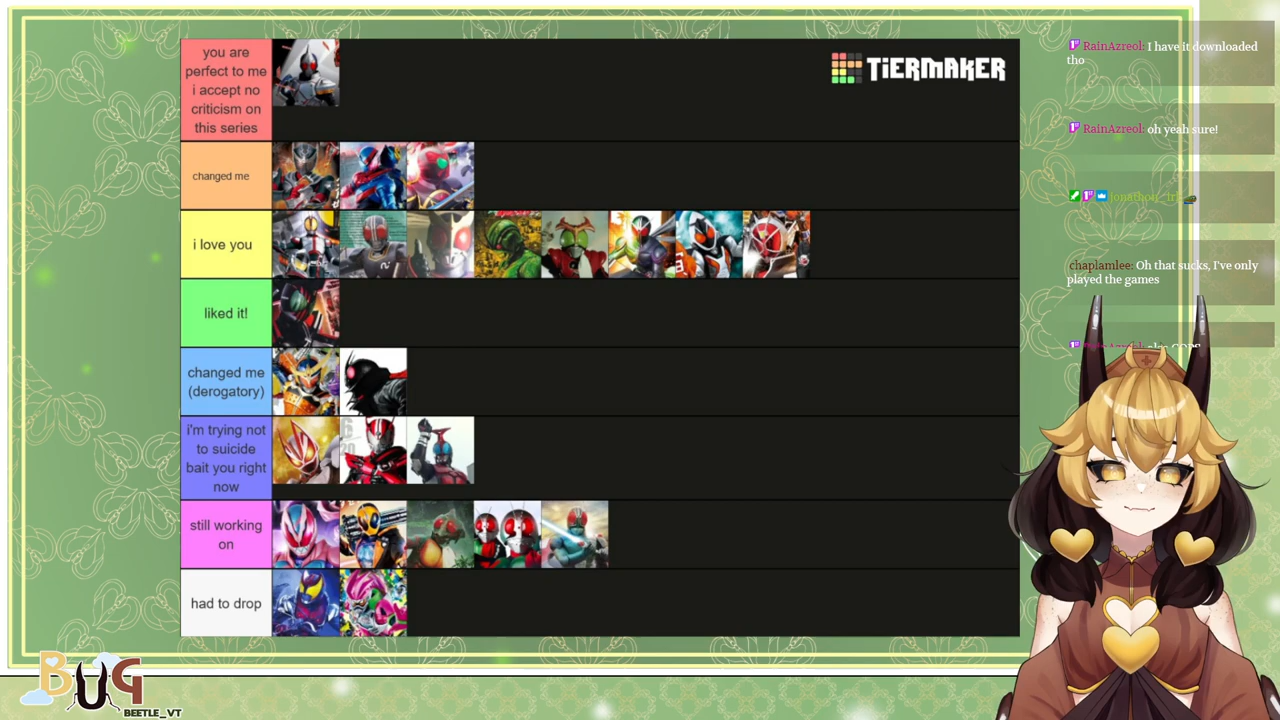 you are
perfect to me
i accept no
criticism on
this series
TiERMAKER
changed me
i love you
liked it!
changed me
(derogatory)
i'm trying not
to suicide
bait you right
now
still working
on
had to drop
RainAzreol: I have it downloaded
tho
RainAzreol: oh yeah sure!
chaplamlee: Oh that sucks, I've only
played the games
BUG
BEETLE_VT